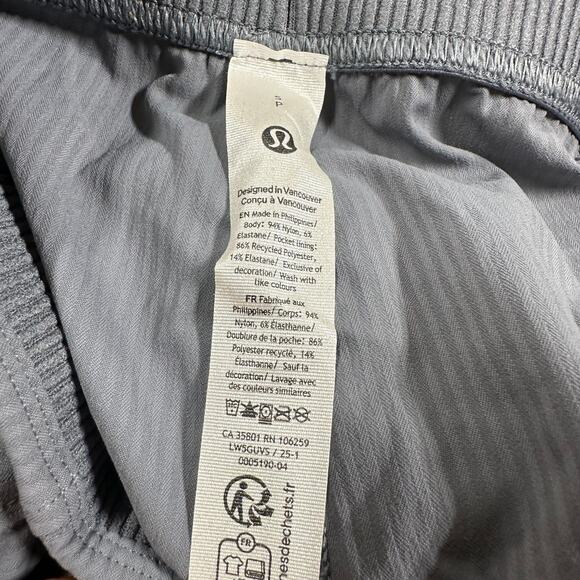 S
P
Designed in Vancouver
Conçu à Vancouver
EN Made in Philippines/
Body: 94% Nylon, 6%
Elastane/ Pocket lining:
86% Recycled Polyester,
14% Elastane/ Exclusive of
decoration/ Wash with
like colours
FR Fabriqué aux
Philippines/ Corps: 94%
Nylon, 6% Élasthanne/
Doublure de la poche: 86%
Polyester recyclé, 14%
Élasthanne/ Sauf la
décoration/ Lavage avec
des couleurs similaires
CA 35801 RN 106259
LW5GUVS / 25-1
0005190-04
FR